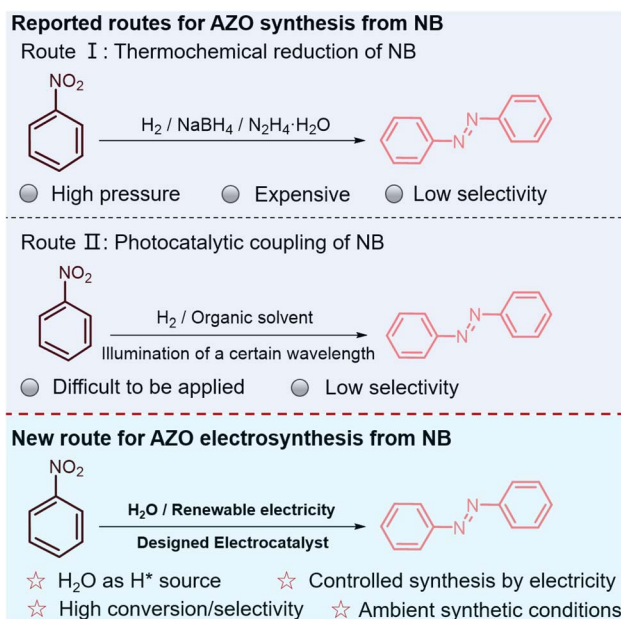 Reported routes for AZO synthesis from NB
Route Ⅰ: Thermochemical reduction of NB
NO₂
H₂ / NaBH₄ / N₂H₄·H₂O
N
N
High pressure Expensive Low selectivity
Route Ⅱ: Photocatalytic coupling of NB
NO₂
H₂ / Organic solvent
Illumination of a certain wavelength
N
N
Difficult to be applied Low selectivity
New route for AZO electrosynthesis from NB
NO₂
H₂O / Renewable electricity
Designed Electrocatalyst
N
N
H₂O as H* source Controlled synthesis by electricity
High conversion/selectivity Ambient synthetic conditions